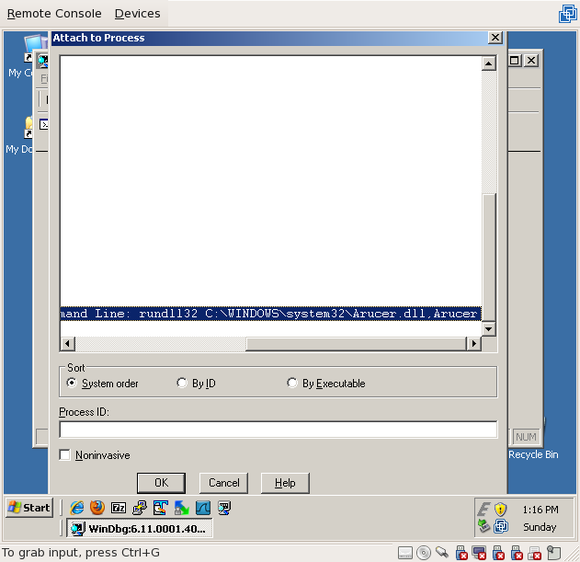 Remote Console Devices
Attach to Process
My Co
My Do
mand Line: rundll32 C:\WINDOWS\system32\Arucer.dll,Arucer
Sort
System order By ID By Executable
Process ID:
Noninvasive
OK Cancel Help
NUM
Recycle Bin
Start
1:16 PM
WinDbg:6.11.0001.40...
Sunday
To grab input, press Ctrl+G